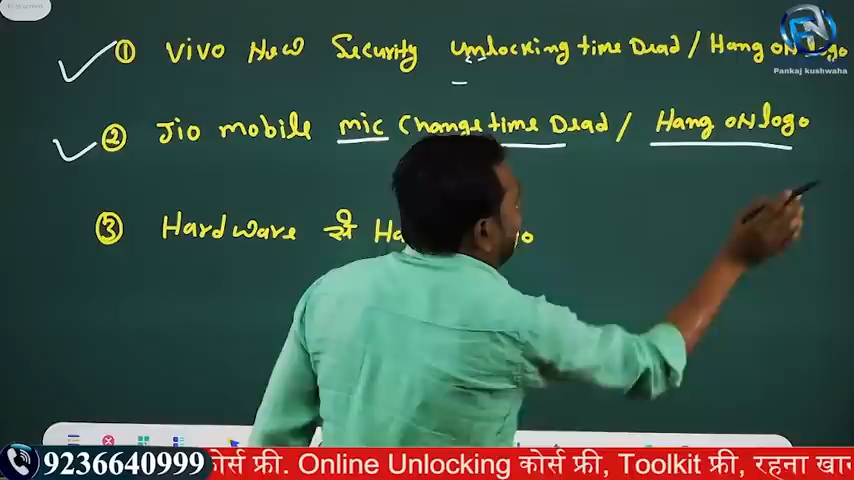 ① Vivo New Security Unlocking time Dead / Hang ON logo
Pankaj kushwaha
② Jio mobile mic Change time Dead / Hang ON logo
③ Hardware से
9236640999 कोर्स फ्री. Online Unlocking कोर्स फ्री, Toolkit फ्री, रहना